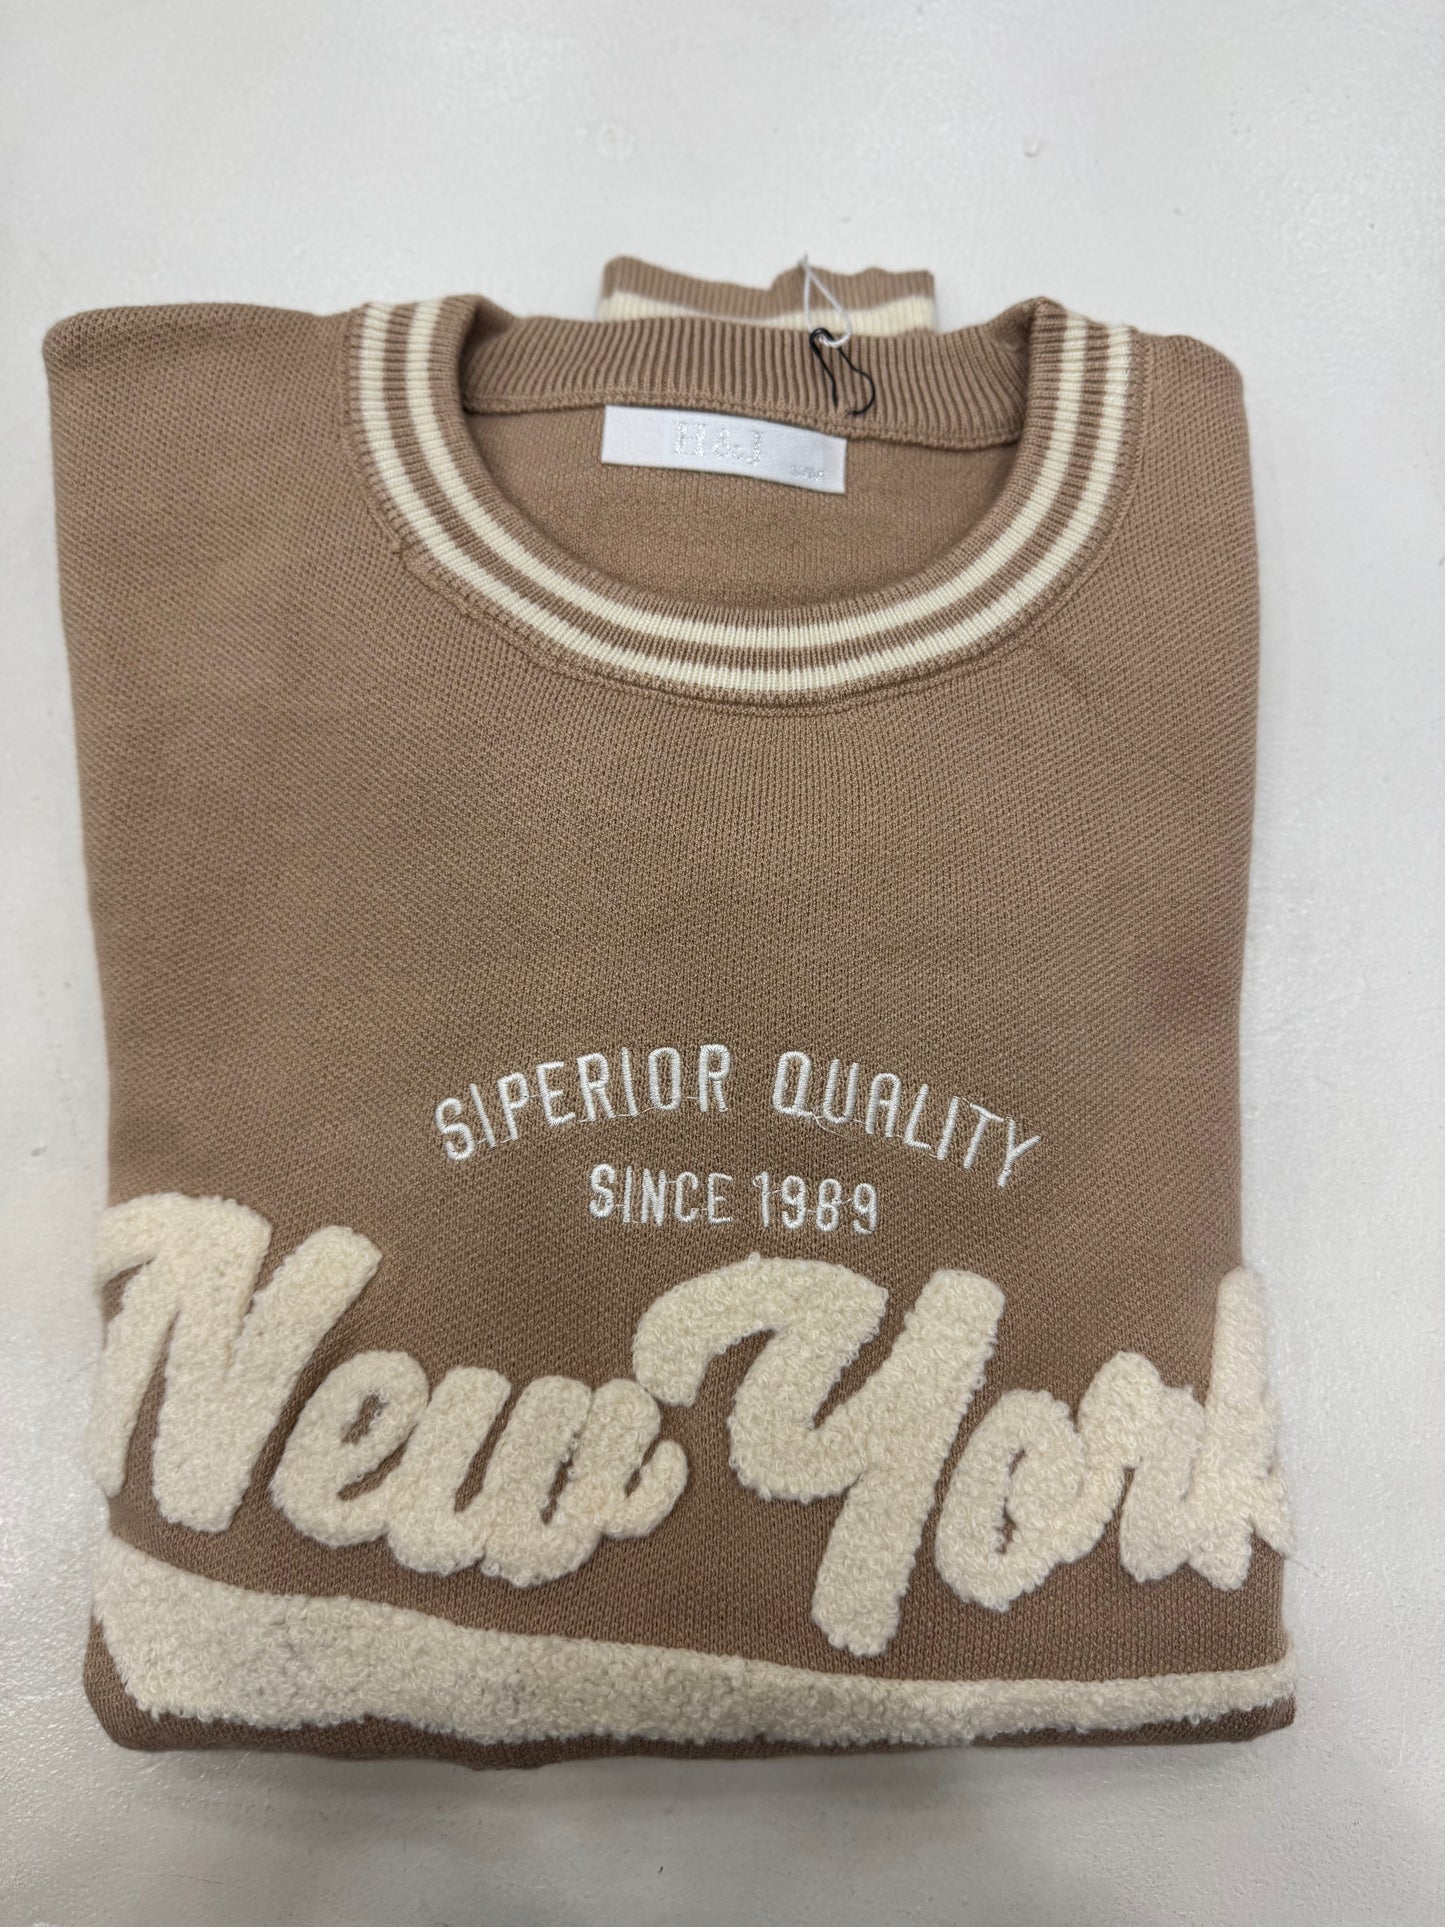 H&J
SIPERIOR QUALITY
SINCE 1989
New York